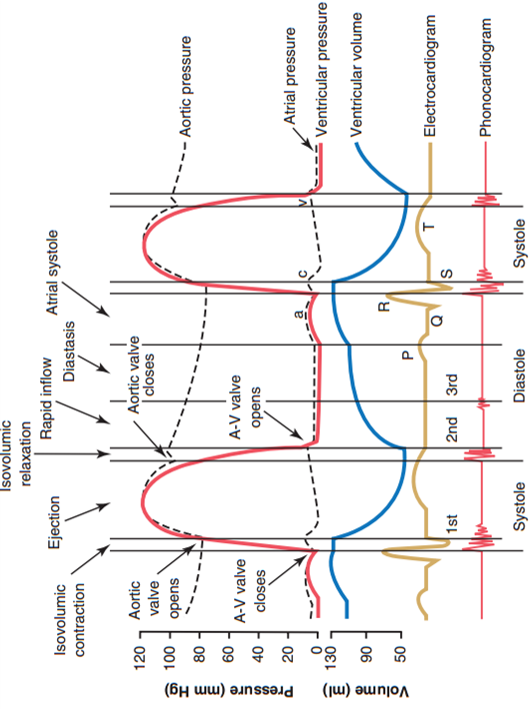 Isovolumic
relaxation
Rapid inflow
Diastasis
Atrial systole
Ejection
Isovolumic
contraction
Aortic valve
closes
Aortic
valve
opens
A-V valve
closes
A-V valve
opens
Aortic pressure
Atrial pressure
Ventricular pressure
Ventricular volume
Electrocardiogram
Phonocardiogram
Pressure (mm Hg)
120
100
80
60
40
20
0
Volume (ml)
130
90
50
a
c
v
P
Q
R
S
T
1st
2nd
3rd
Systole
Diastole
Systole